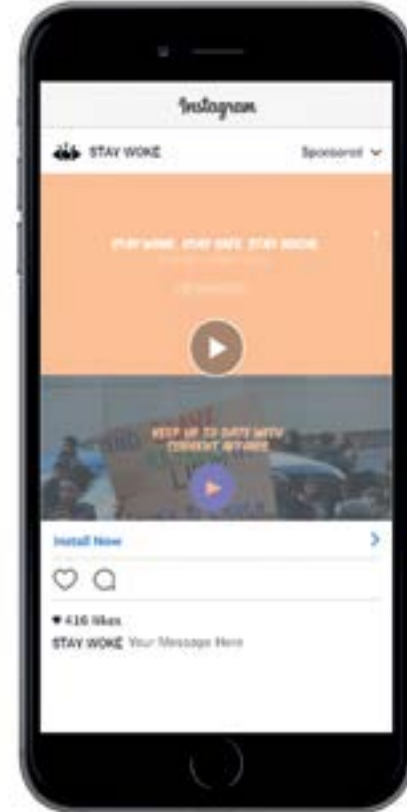 Instagram
STAY WOKE
Sponsored
STAY WOKE. STAY SAFE. STAY SOCIAL
KEEP UP TO DATE WITH
CURRENT AFFAIRS
Install Now
416 likes
STAY WOKE Your Message Here